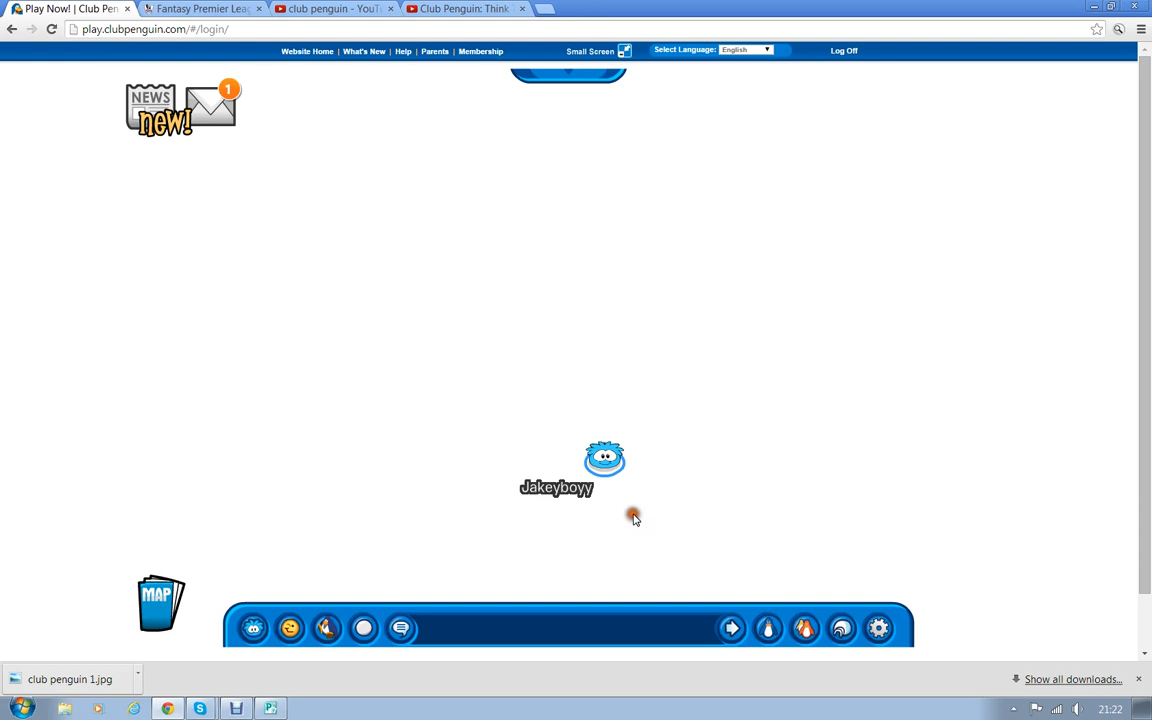 Play Now! | Club Pen
Fantasy Premier Leag
club penguin - YouTu
Club Penguin: Think
play.clubpenguin.com/#/login/
Website Home | What's New | Help | Parents | Membership
Small Screen
Select Language: English
Log Off
NEWS
new!
1
Jakeyboyy
MAP
club penguin 1.jpg
Show all downloads...
21:22